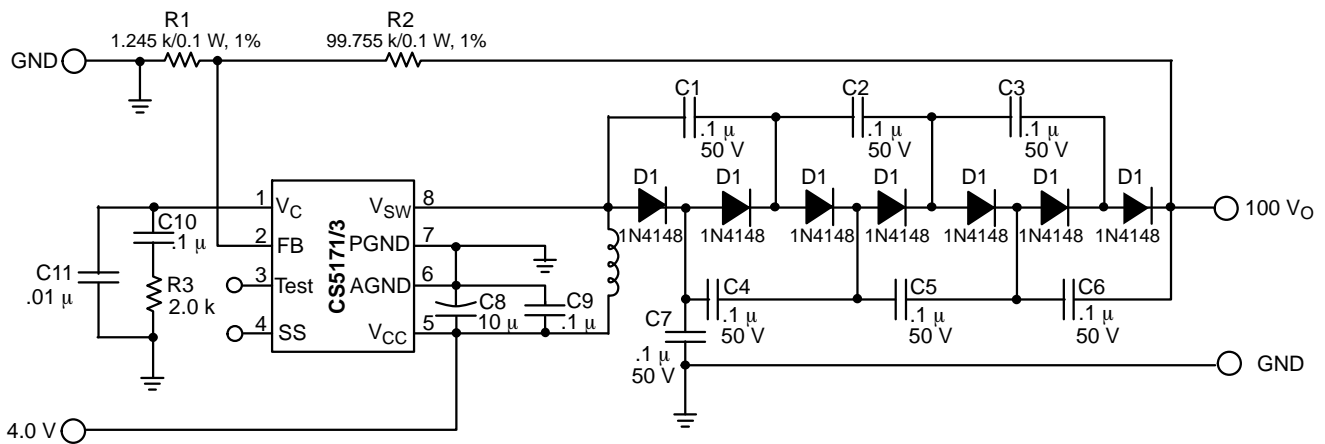 R1
1.245 k/0.1 W, 1%
R2
99.755 k/0.1 W, 1%
GND
C1
.1 μ
50 V
C2
.1 μ
50 V
C3
.1 μ
50 V
D1
1N4148
D1
1N4148
D1
1N4148
D1
1N4148
D1
1N4148
D1
1N4148
D1
1N4148
100 VO
1
VC
VSW
8
C10
.1 μ
2
FB
PGND
7
CS5171/3
C11
.01 μ
R3
2.0 k
3
Test
AGND
6
4
SS
VCC
5
C8
10 μ
C9
.1 μ
C4
.1 μ
50 V
C5
.1 μ
50 V
C6
.1 μ
50 V
C7
.1 μ
50 V
GND
4.0 V